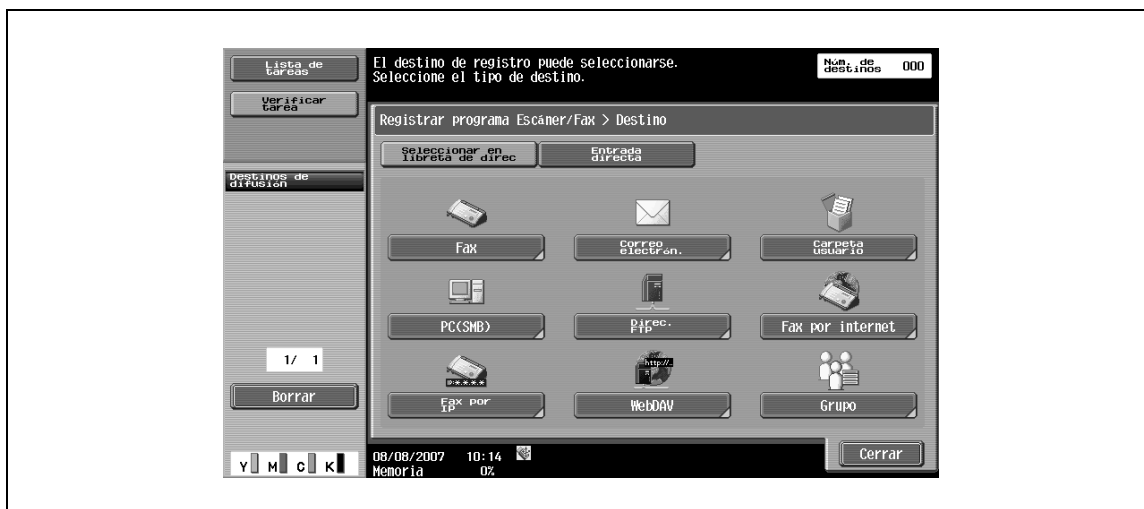 Lista de
tareas
Verificar
tarea
Destinos de
difusión
1/ 1
Borrar
Y M C K
El destino de registro puede seleccionarse.
Seleccione el tipo de destino.
Núm. de
destinos 000
Registrar programa Escáner/Fax > Destino
Seleccionar en
libreta de direc
Entrada
directa
Fax
Correo
electrón.
Carpeta
usuario
PC(SMB)
Direc.
FTP
Fax por internet
Fax por
IP
http://.
WebDAV
Grupo
08/08/2007 10:14
Memoria 0%
Cerrar